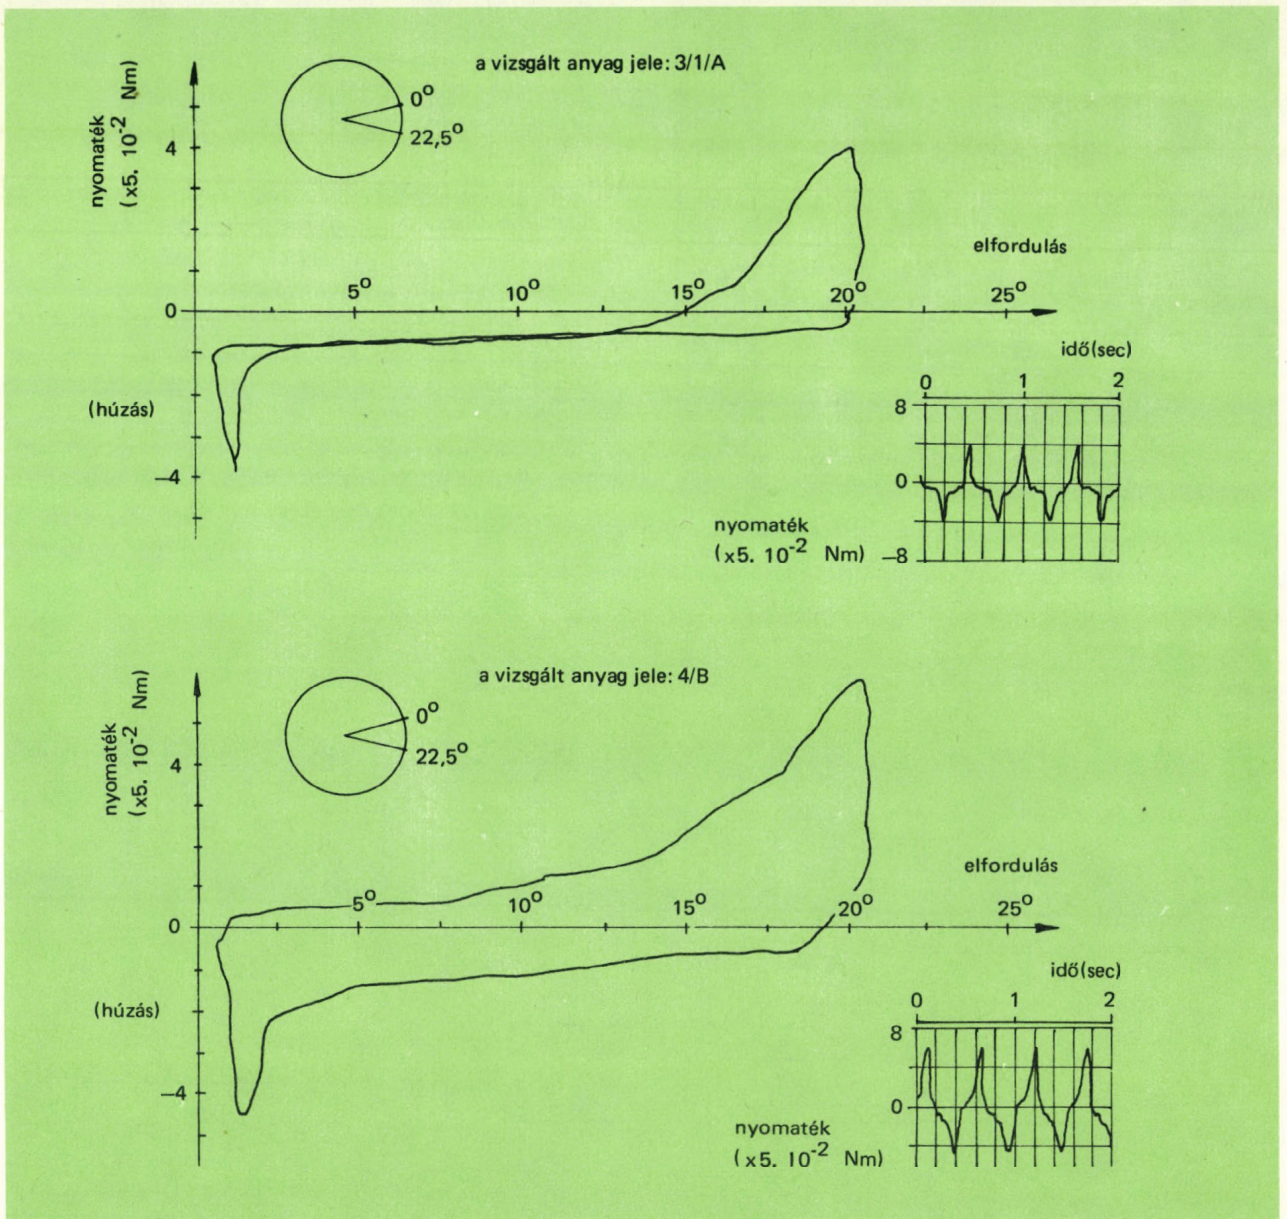 a vizsgált anyag jele: 3/1/A
nyomaték
(x5. 10⁻² Nm)
0°
22,5°
4
elfordulás
5°
10°
15°
20°
25°
0
idő(sec)
0 1 2
(húzás)
8
0
−4
nyomaték
(x5. 10⁻² Nm)
−8
a vizsgált anyag jele: 4/B
nyomaték
(x5. 10⁻² Nm)
0°
22,5°
4
elfordulás
5°
10°
15°
20°
25°
0
idő(sec)
0 1 2
(húzás)
8
−4
0
nyomaték
(x5. 10⁻² Nm)